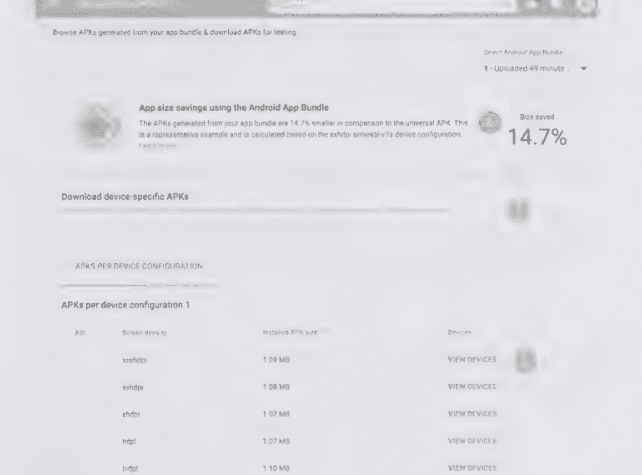 Browse APKs generated from your app bundle & download APKs for testing
Select Android App Bundle
1 - Uploaded 49 minute
App size savings using the Android App Bundle
The APKs generated from your app bundle are 14.7% smaller in comparison to the universal APK. This
is a representative example and is calculated based on the xxhdpi armeabi-v7a device configuration.
Size saved
14.7%
Download device-specific APKs
APKS PER DEVICE CONFIGURATION
APKs per device configuration 1
ABI Screen density Installed APK size Devices
xxxhdpi 1.09 MB VIEW DEVICES
xxhdpi 1.08 MB VIEW DEVICES
xhdpi 1.07 MB VIEW DEVICES
hdpi 1.07 MB VIEW DEVICES
tvdpi 1.10 MB VIEW DEVICES